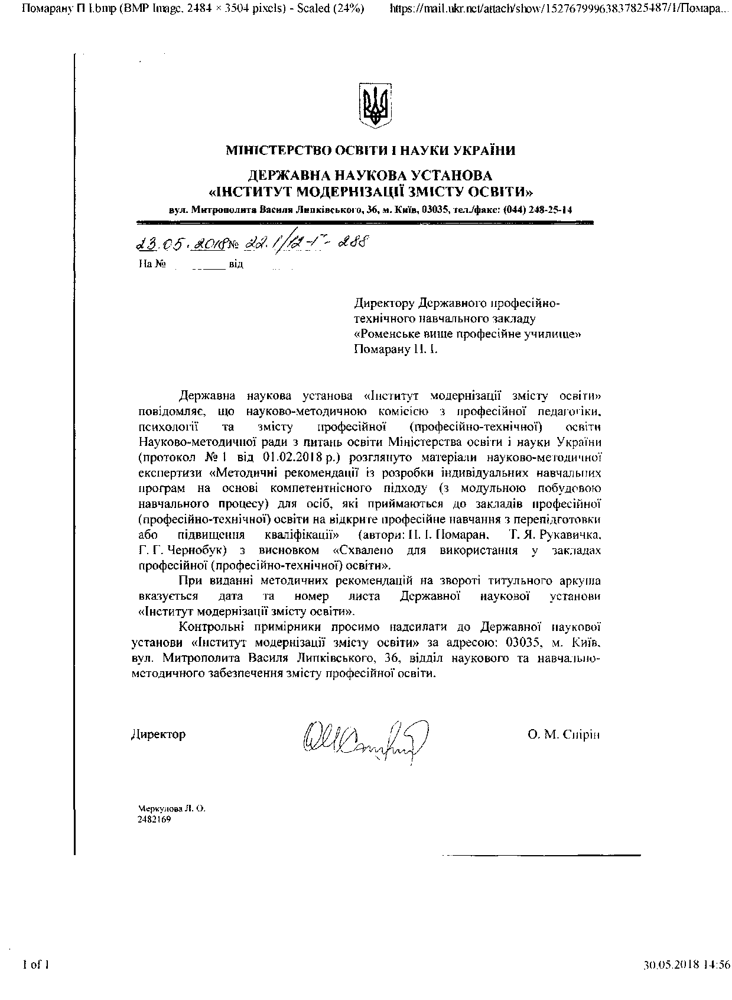 Помарану П I.bmp (BMP Image, 2484 × 3504 pixels) - Scaled (24%) https://mail.ukr.net/attach/show/15276799963837825487/1/Помара...
МІНІСТЕРСТВО ОСВІТИ І НАУКИ УКРАЇНИ
ДЕРЖАВНА НАУКОВА УСТАНОВА
«ІНСТИТУТ МОДЕРНІЗАЦІЇ ЗМІСТУ ОСВІТИ»
вул. Митрополита Василя Липківського, 36, м. Київ, 03035, тел./факс: (044) 248-25-14
23.05.2018 № 22.1/12-Г-288
На № ______ від
Директору Державного професійно-
технічного навчального закладу
«Роменське вище професійне училище»
Помарану П. І.
Державна наукова установа «Інститут модернізації змісту освіти»
повідомляє, що науково-методичною комісією з професійної педагогіки,
психології та змісту професійної (професійно-технічної) освіти
Науково-методичної ради з питань освіти Міністерства освіти і науки України
(протокол № 1 від 01.02.2018 р.) розглянуто матеріали науково-методичної
експертизи «Методичні рекомендації із розробки індивідуальних навчальних
програм на основі компетентнісного підходу (з модульною побудовою
навчального процесу) для осіб, які приймаються до закладів професійної
(професійно-технічної) освіти на відкрите професійне навчання з перепідготовки
або підвищення кваліфікації» (автори: П. І. Помаран, Т. Я. Рукавичка,
Г. Г. Чернобук) з висновком «Схвалено для використання у закладах
професійної (професійно-технічної) освіти».
При виданні методичних рекомендацій на звороті титульного аркуша
вказується дата та номер листа Державної наукової установи
«Інститут модернізації змісту освіти».
Контрольні примірники просимо надсилати до Державної наукової
установи «Інститут модернізації змісту освіти» за адресою: 03035, м. Київ,
вул. Митрополита Василя Липківського, 36, відділ наукового та навчально-
методичного забезпечення змісту професійної освіти.
Директор О. М. Спірін
Меркулова Л. О.
2482169
1 of 1 30.05.2018 14:56